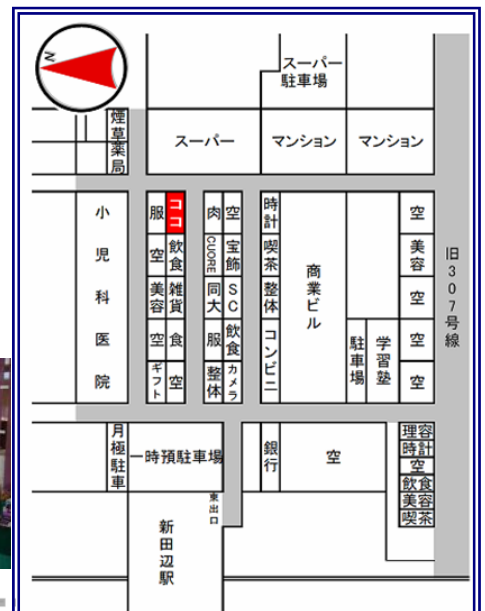 N
スーパー
駐車場
煙草
薬局
スーパー
マンション
マンション
小児科医院
服
ココ
空
飲食
美容
雑貨
空
食
ギフト
空
肉
空
CUORE
宝飾
同大
SC
服
飲食
整体
カメラ
時計
喫茶
整体
コンビニ
商業ビル
駐車場
学習塾
空
美容
空
空
空
旧307号線
月極駐車
一時預駐車場
東出口
新田辺駅
銀行
空
理容
時計
空
飲食
美容
喫茶